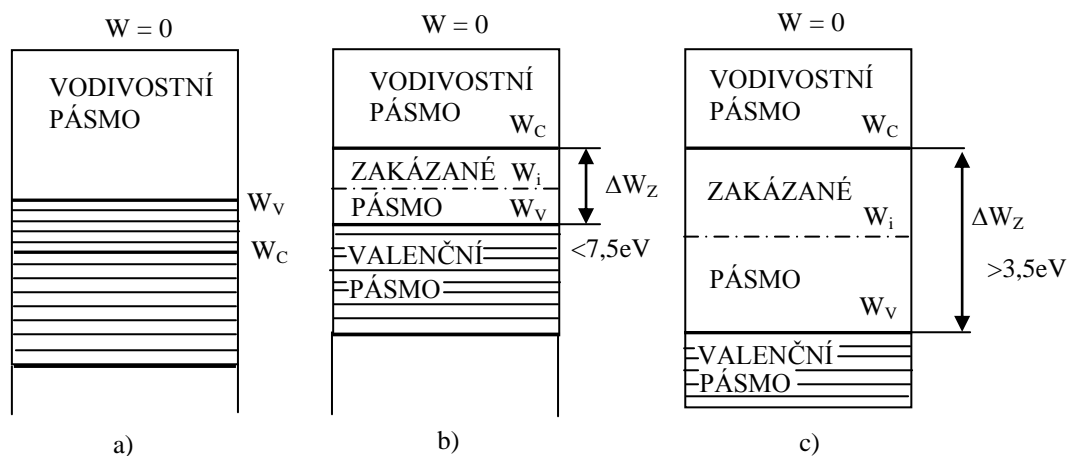 W = 0
VODIVOSTNÍ
PÁSMO
W_V
W_C
a)
W = 0
VODIVOSTNÍ
PÁSMO
W_C
ZAKÁZANÉ W_i
PÁSMO W_V
ΔW_Z
<7,5eV
VALENČNÍ
PÁSMO
b)
W = 0
VODIVOSTNÍ
PÁSMO
W_C
ZAKÁZANÉ
W_i
PÁSMO
W_V
ΔW_Z
>3,5eV
VALENČNÍ
PÁSMO
c)